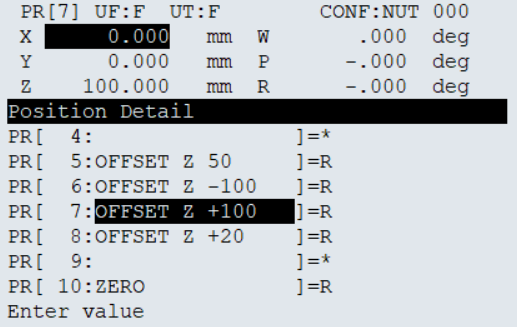 PR[7] UF:F UT:F CONF:NUT 000
X 0.000 mm W .000 deg
Y 0.000 mm P -.000 deg
Z 100.000 mm R -.000 deg
Position Detail
PR[ 4: ]=*
PR[ 5:OFFSET Z 50 ]=R
PR[ 6:OFFSET Z -100 ]=R
PR[ 7:OFFSET Z +100 ]=R
PR[ 8:OFFSET Z +20 ]=R
PR[ 9: ]=*
PR[ 10:ZERO ]=R
Enter value